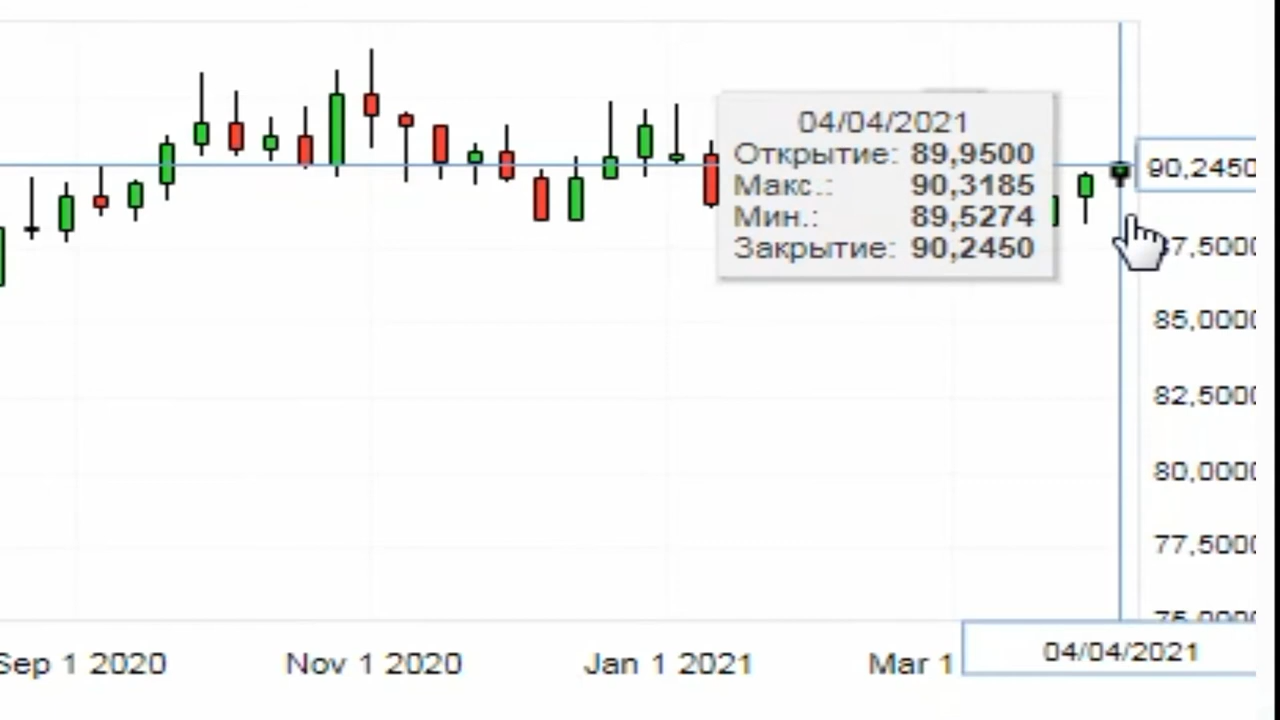 04/04/2021
Открытие: 89,9500
Макс.: 90,3185
Мин.: 89,5274
Закрытие: 90,2450
90,2450
7,5000
85,0000
82,5000
80,0000
77,5000
75,0000
Sep 1 2020
Nov 1 2020
Jan 1 2021
Mar 1
04/04/2021